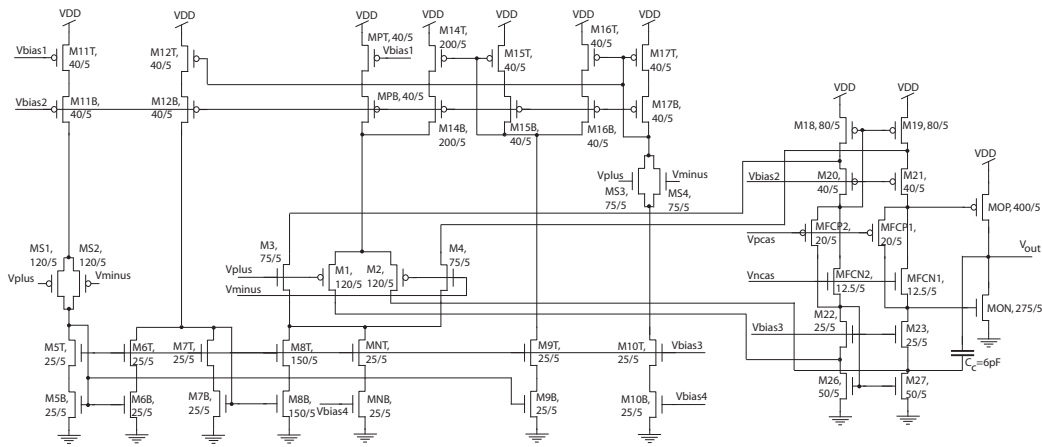 VDD
VDD
VDD
VDD
VDD
VDD
VDD
Vbias1
M11T,
40/5
M12T,
40/5
MPT, 40/5
Vbias1
M14T,
200/5
M15T,
40/5
M16T,
40/5
M17T,
40/5
Vbias2
M11B,
40/5
M12B,
40/5
MPB, 40/5
M14B,
200/5
M15B,
40/5
M16B,
40/5
M17B,
40/5
VDD
VDD
M18, 80/5
M19, 80/5
Vplus
Vminus
MS3,
75/5
MS4,
75/5
Vbias2
M20,
40/5
M21,
40/5
VDD
MOP, 400/5
MFCP2,
20/5
MFCP1,
20/5
Vpcas
MS1,
120/5
MS2,
120/5
Vplus
Vminus
M3,
75/5
M4,
75/5
Vplus
M1,
120/5
M2,
120/5
Vminus
Vncas
MFCN2
12.5/5
MFCN1,
12.5/5
Vout
MON, 275/5
M22,
25/5
Vbias3
M23,
25/5
Cc=6pF
M5T,
25/5
M6T,
25/5
M7T,
25/5
M8T,
150/5
MNT,
25/5
M9T,
25/5
M10T,
25/5
Vbias3
M5B,
25/5
M6B,
25/5
M7B,
25/5
M8B,
150/5
Vbias4
MNB,
25/5
M9B,
25/5
M10B,
25/5
Vbias4
M26,
50/5
M27,
50/5